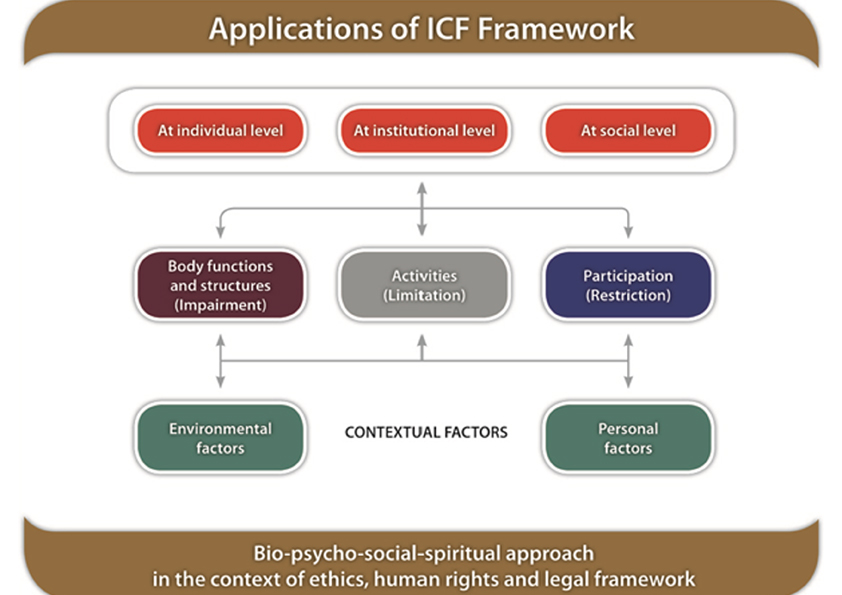 Applications of ICF Framework
At individual level
At institutional level
At social level
Body functions
and structures
(Impairment)
Activities
(Limitation)
Participation
(Restriction)
Environmental
factors
CONTEXTUAL FACTORS
Personal
factors
Bio-psycho-social-spiritual approach
in the context of ethics, human rights and legal framework